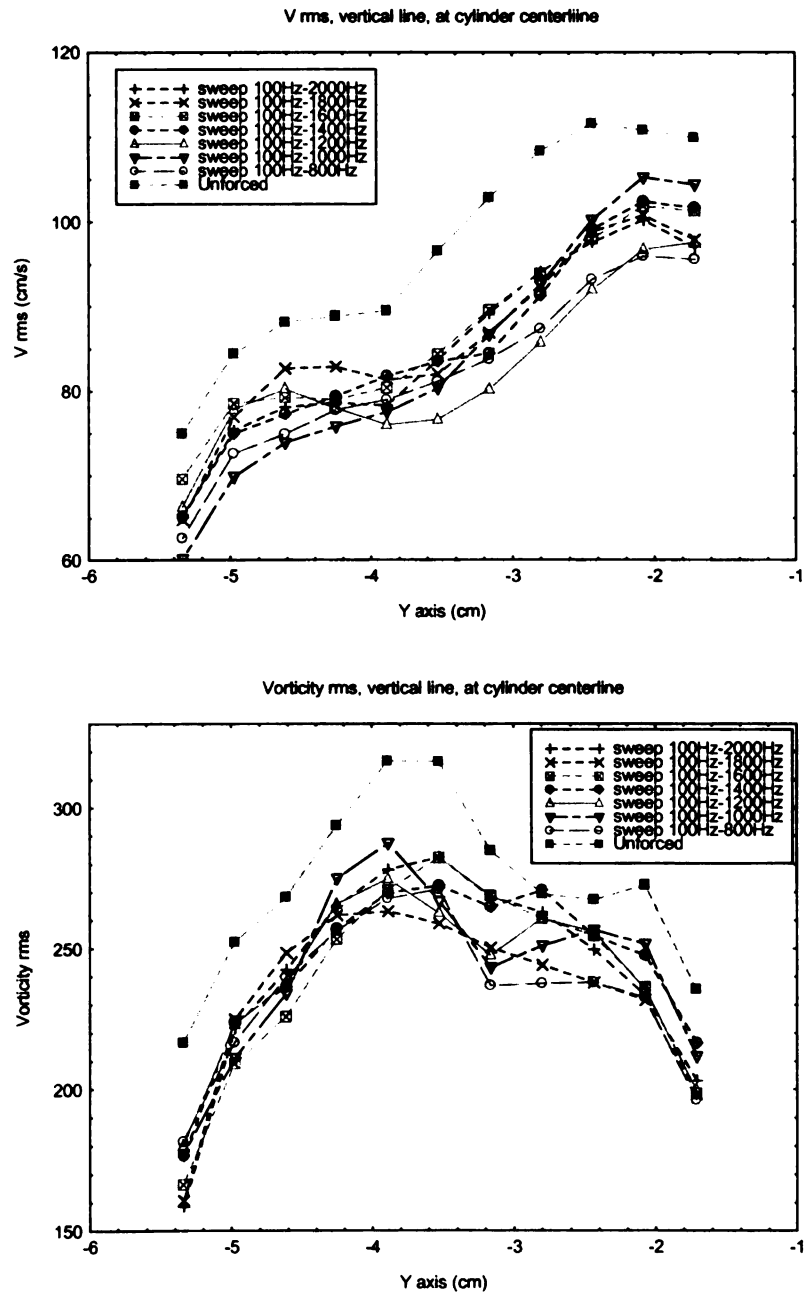 V rms, vertical line, at cylinder centerliine
120
100
80
60
V rms (cm/s)
sweep 100Hz-2000Hz
sweep 100Hz-1800Hz
sweep 100Hz-1600Hz
sweep 100Hz-1400Hz
sweep 100Hz-1200Hz
sweep 100Hz-1000Hz
sweep 100Hz-800Hz
Unforced
-6 -5 -4 -3 -2 -1
Y axis (cm)
Vorticity rms, vertical line, at cylinder centerline
300
250
200
150
Vorticity rms
sweep 100Hz-2000Hz
sweep 100Hz-1800Hz
sweep 100Hz-1600Hz
sweep 100Hz-1400Hz
sweep 100Hz-1200Hz
sweep 100Hz-1000Hz
sweep 100Hz-800Hz
Unforced
-6 -5 -4 -3 -2 -1
Y axis (cm)